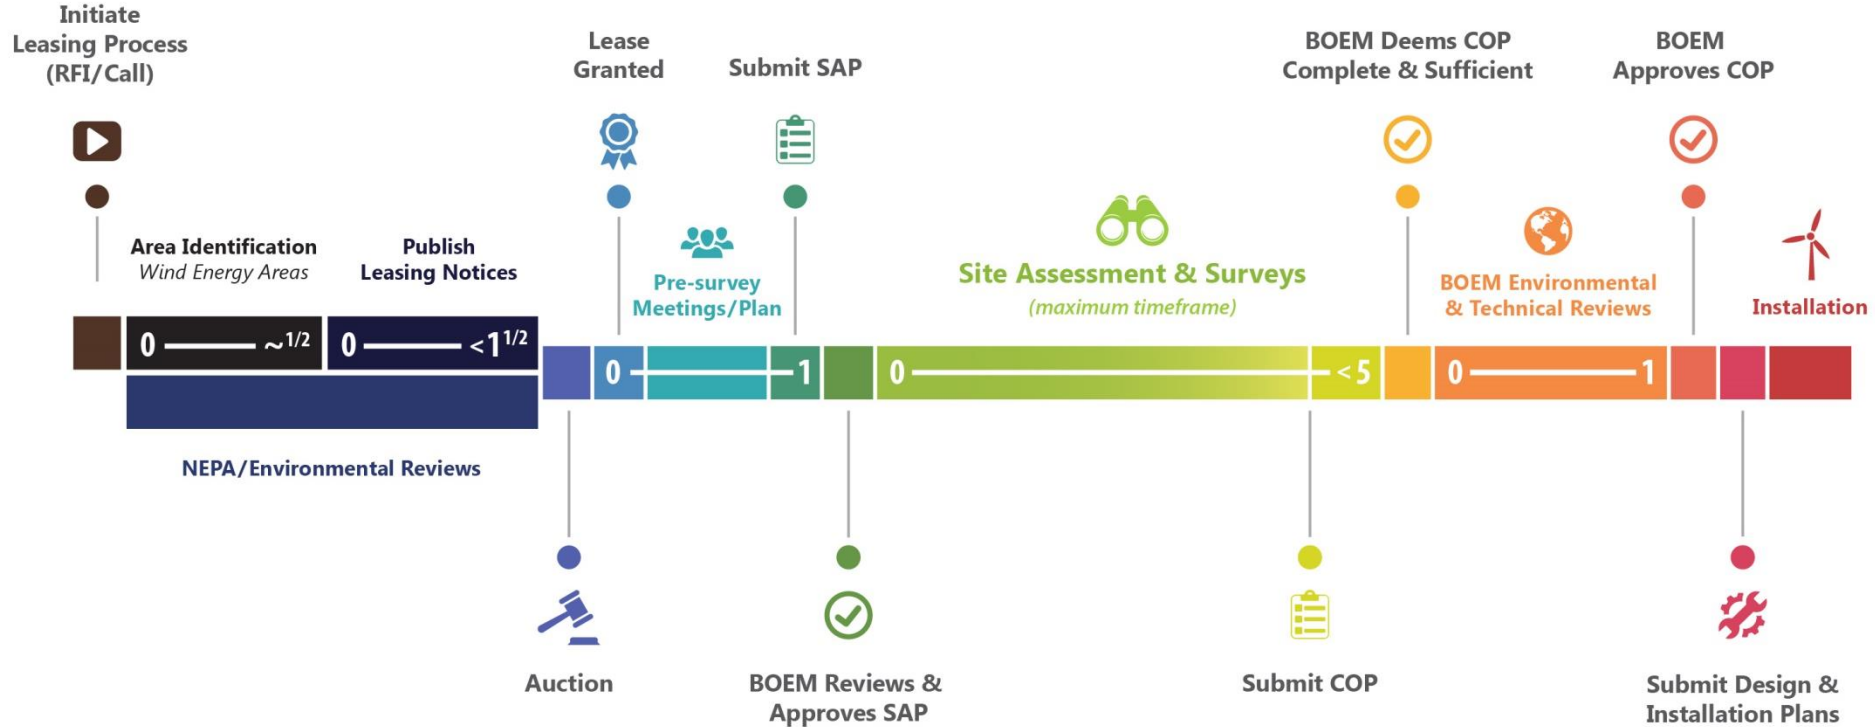 Initiate
Leasing Process
(RFI/Call)
Lease
Granted
Submit SAP
BOEM Deems COP
Complete & Sufficient
BOEM
Approves COP
Area Identification
Wind Energy Areas
Publish
Leasing Notices
Pre-survey
Meetings/Plan
Site Assessment & Surveys
(maximum timeframe)
BOEM Environmental
& Technical Reviews
Installation
0 ~1/2
0 <1 1/2
0 1
0 <5
0 1
NEPA/Environmental Reviews
Auction
BOEM Reviews &
Approves SAP
Submit COP
Submit Design &
Installation Plans